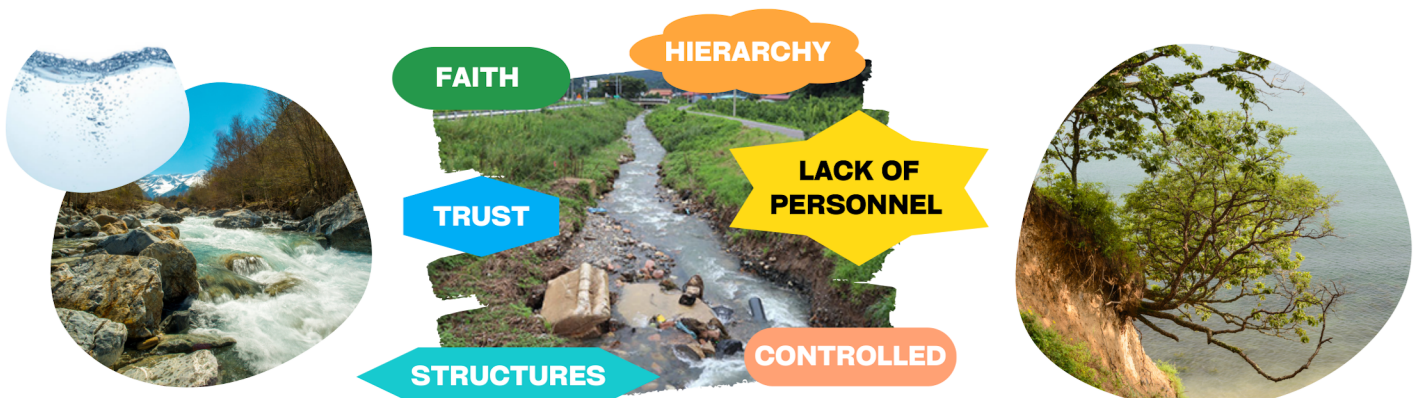 HIERARCHY
FAITH
LACK OF
PERSONNEL
TRUST
CONTROLLED
STRUCTURES